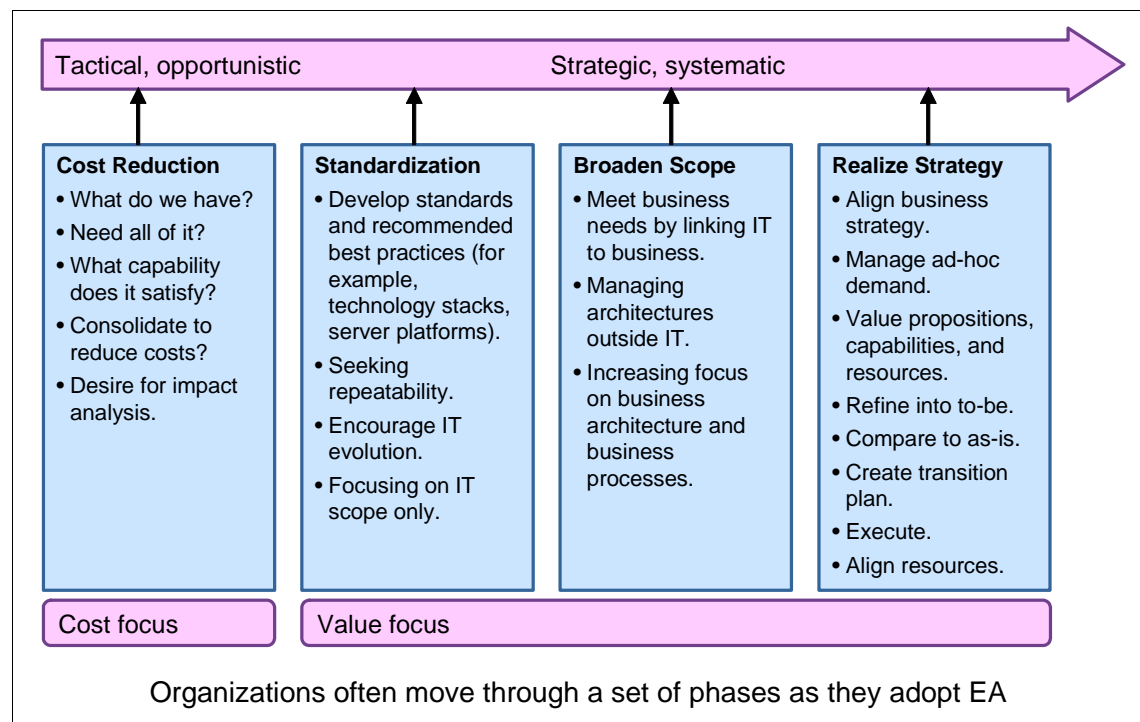 Tactical, opportunistic
Strategic, systematic
Cost Reduction
• What do we have?
• Need all of it?
• What capability
does it satisfy?
• Consolidate to
reduce costs?
• Desire for impact
analysis.
Standardization
• Develop standards
and recommended
best practices (for
example,
technology stacks,
server platforms).
• Seeking
repeatability.
• Encourage IT
evolution.
• Focusing on IT
scope only.
Broaden Scope
• Meet business
needs by linking IT
to business.
• Managing
architectures
outside IT.
• Increasing focus
on business
architecture and
business
processes.
Realize Strategy
• Align business
strategy.
• Manage ad-hoc
demand.
• Value propositions,
capabilities, and
resources.
• Refine into to-be.
• Compare to as-is.
• Create transition
plan.
• Execute.
• Align resources.
Cost focus
Value focus
Organizations often move through a set of phases as they adopt EA